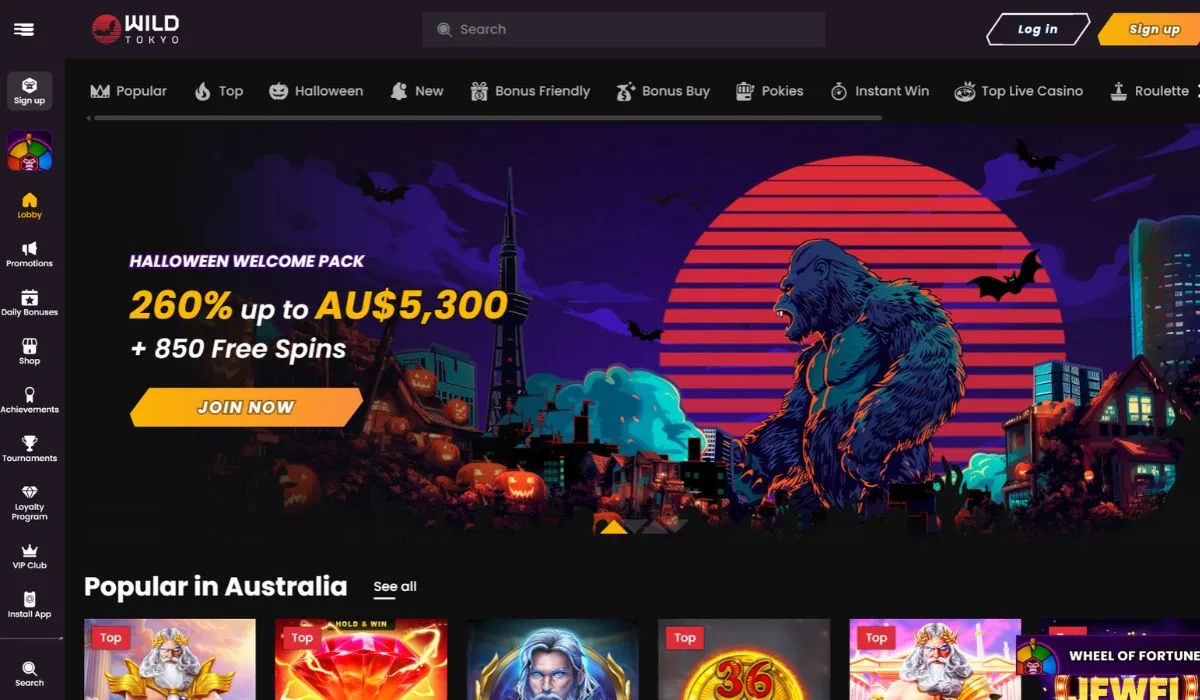 WILD
TOKYO
Search
Log in
Sign up
Popular
Top
Halloween
New
Bonus Friendly
Bonus Buy
Pokies
Instant Win
Top Live Casino
Roulette
Sign up
Lobby
Promotions
Daily Bonuses
Shop
Achievements
Tournaments
Loyalty
Program
VIP Club
Install App
Search
HALLOWEEN WELCOME PACK
260% up to AU$5,300
+ 850 Free Spins
JOIN NOW
Popular in Australia
See all
Top
Top
HOLD & WIN
Top
36
Top
WHEEL OF FORTUNE
JEWEL